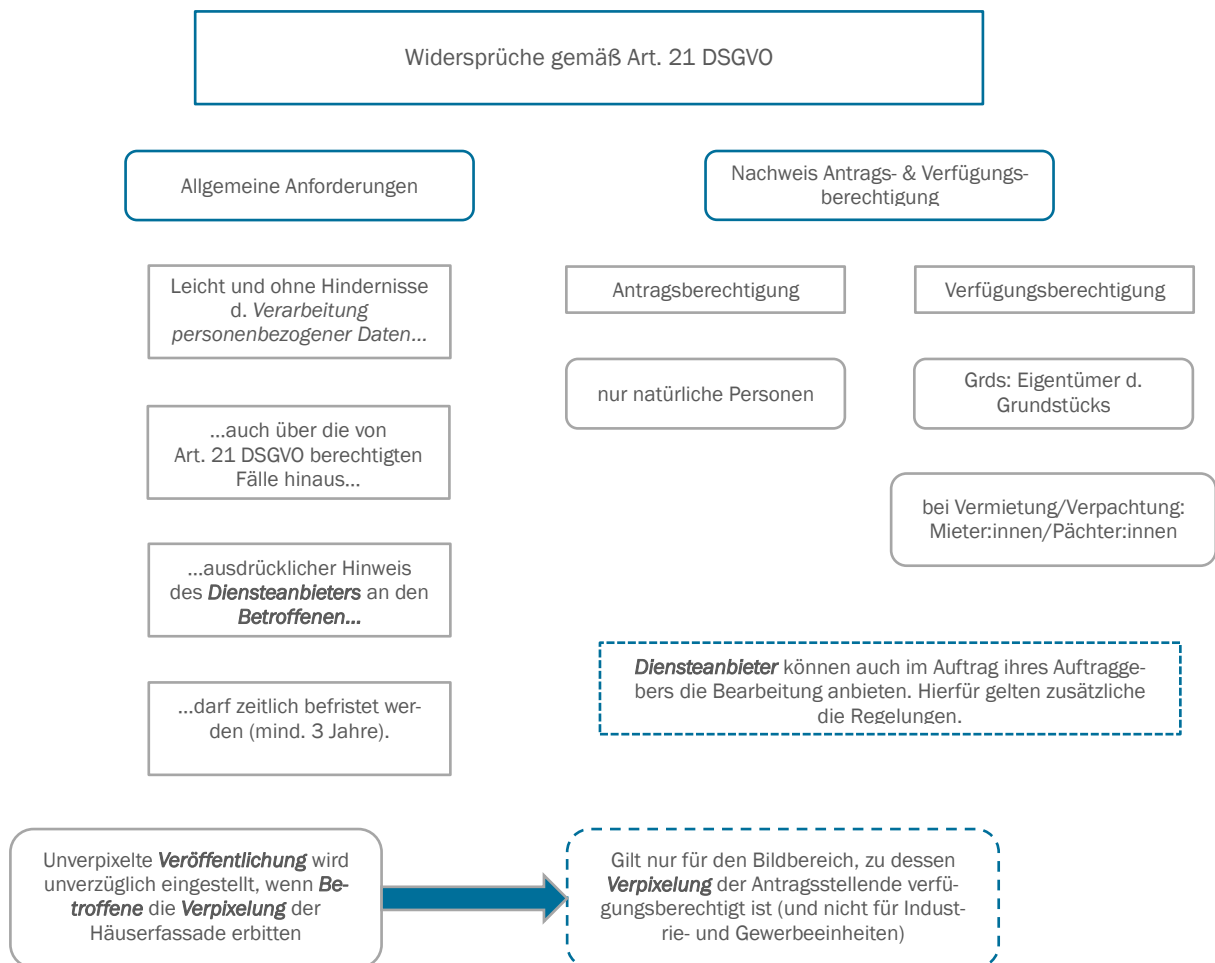 Widersprüche gemäß Art. 21 DSGVO
Allgemeine Anforderungen
Nachweis Antrags- & Verfügungs-
berechtigung
Leicht und ohne Hindernisse
d. Verarbeitung
personenbezogener Daten...
...auch über die von
Art. 21 DSGVO berechtigten
Fälle hinaus...
...ausdrücklicher Hinweis
des Diensteanbieters an den
Betroffenen...
...darf zeitlich befristet wer-
den (mind. 3 Jahre).
Antragsberechtigung
nur natürliche Personen
Verfügungsberechtigung
Grds: Eigentümer d.
Grundstücks
bei Vermietung/Verpachtung:
Mieter:innen/Pächter:innen
Diensteanbieter können auch im Auftrag ihres Auftragge-
bers die Bearbeitung anbieten. Hierfür gelten zusätzliche
die Regelungen.
Unverpixelte Veröffentlichung wird
unverzüglich eingestellt, wenn Be-
troffene die Verpixelung der
Häuserfassade erbitten
Gilt nur für den Bildbereich, zu dessen
Verpixelung der Antragsstellende verfü-
gungsberechtigt ist (und nicht für Indust-
rie- und Gewerbeeinheiten)